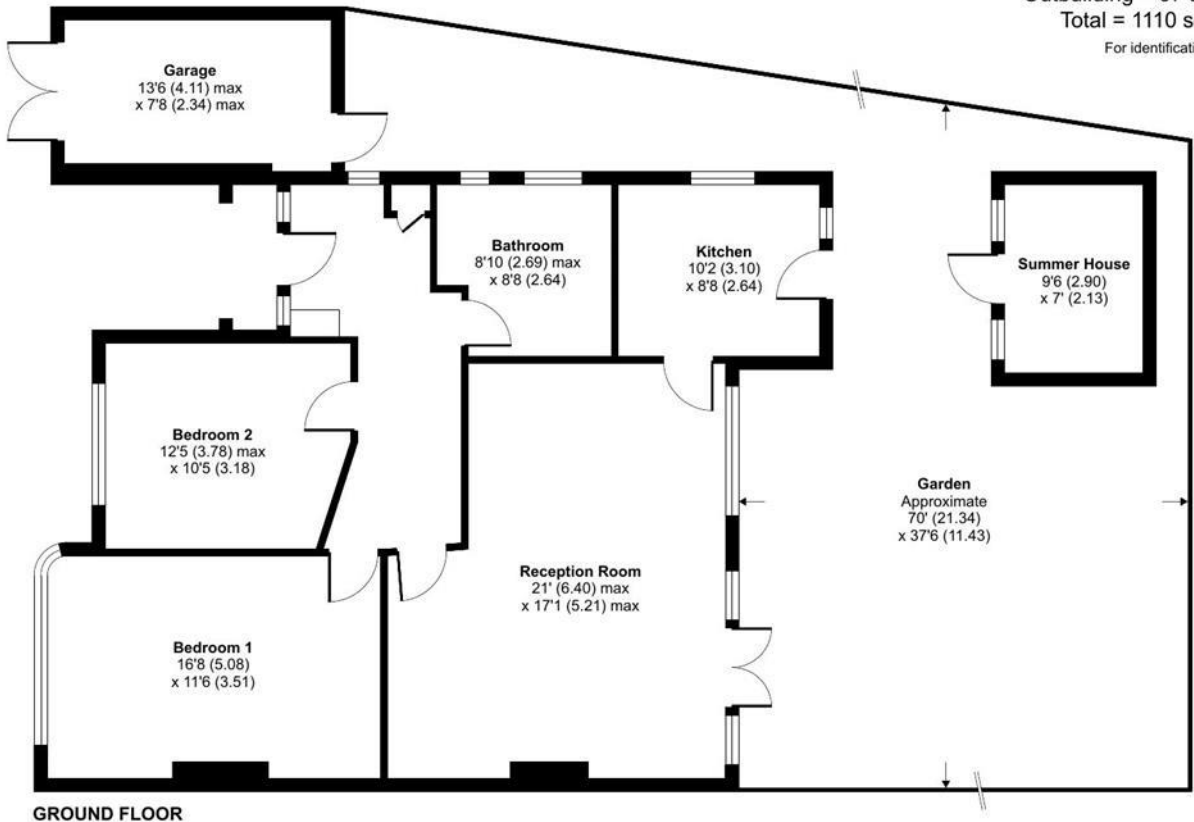 Total = 1110 s
For identificati
Garage
13'6 (4.11) max
x 7'8 (2.34) max
Bathroom
8'10 (2.69) max
x 8'8 (2.64)
Kitchen
10'2 (3.10)
x 8'8 (2.64)
Summer House
9'6 (2.90)
x 7' (2.13)
Bedroom 2
12'5 (3.78) max
x 10'5 (3.18)
Garden
Approximate
70' (21.34)
x 37'6 (11.43)
Reception Room
21' (6.40) max
x 17'1 (5.21) max
Bedroom 1
16'8 (5.08)
x 11'6 (3.51)
GROUND FLOOR